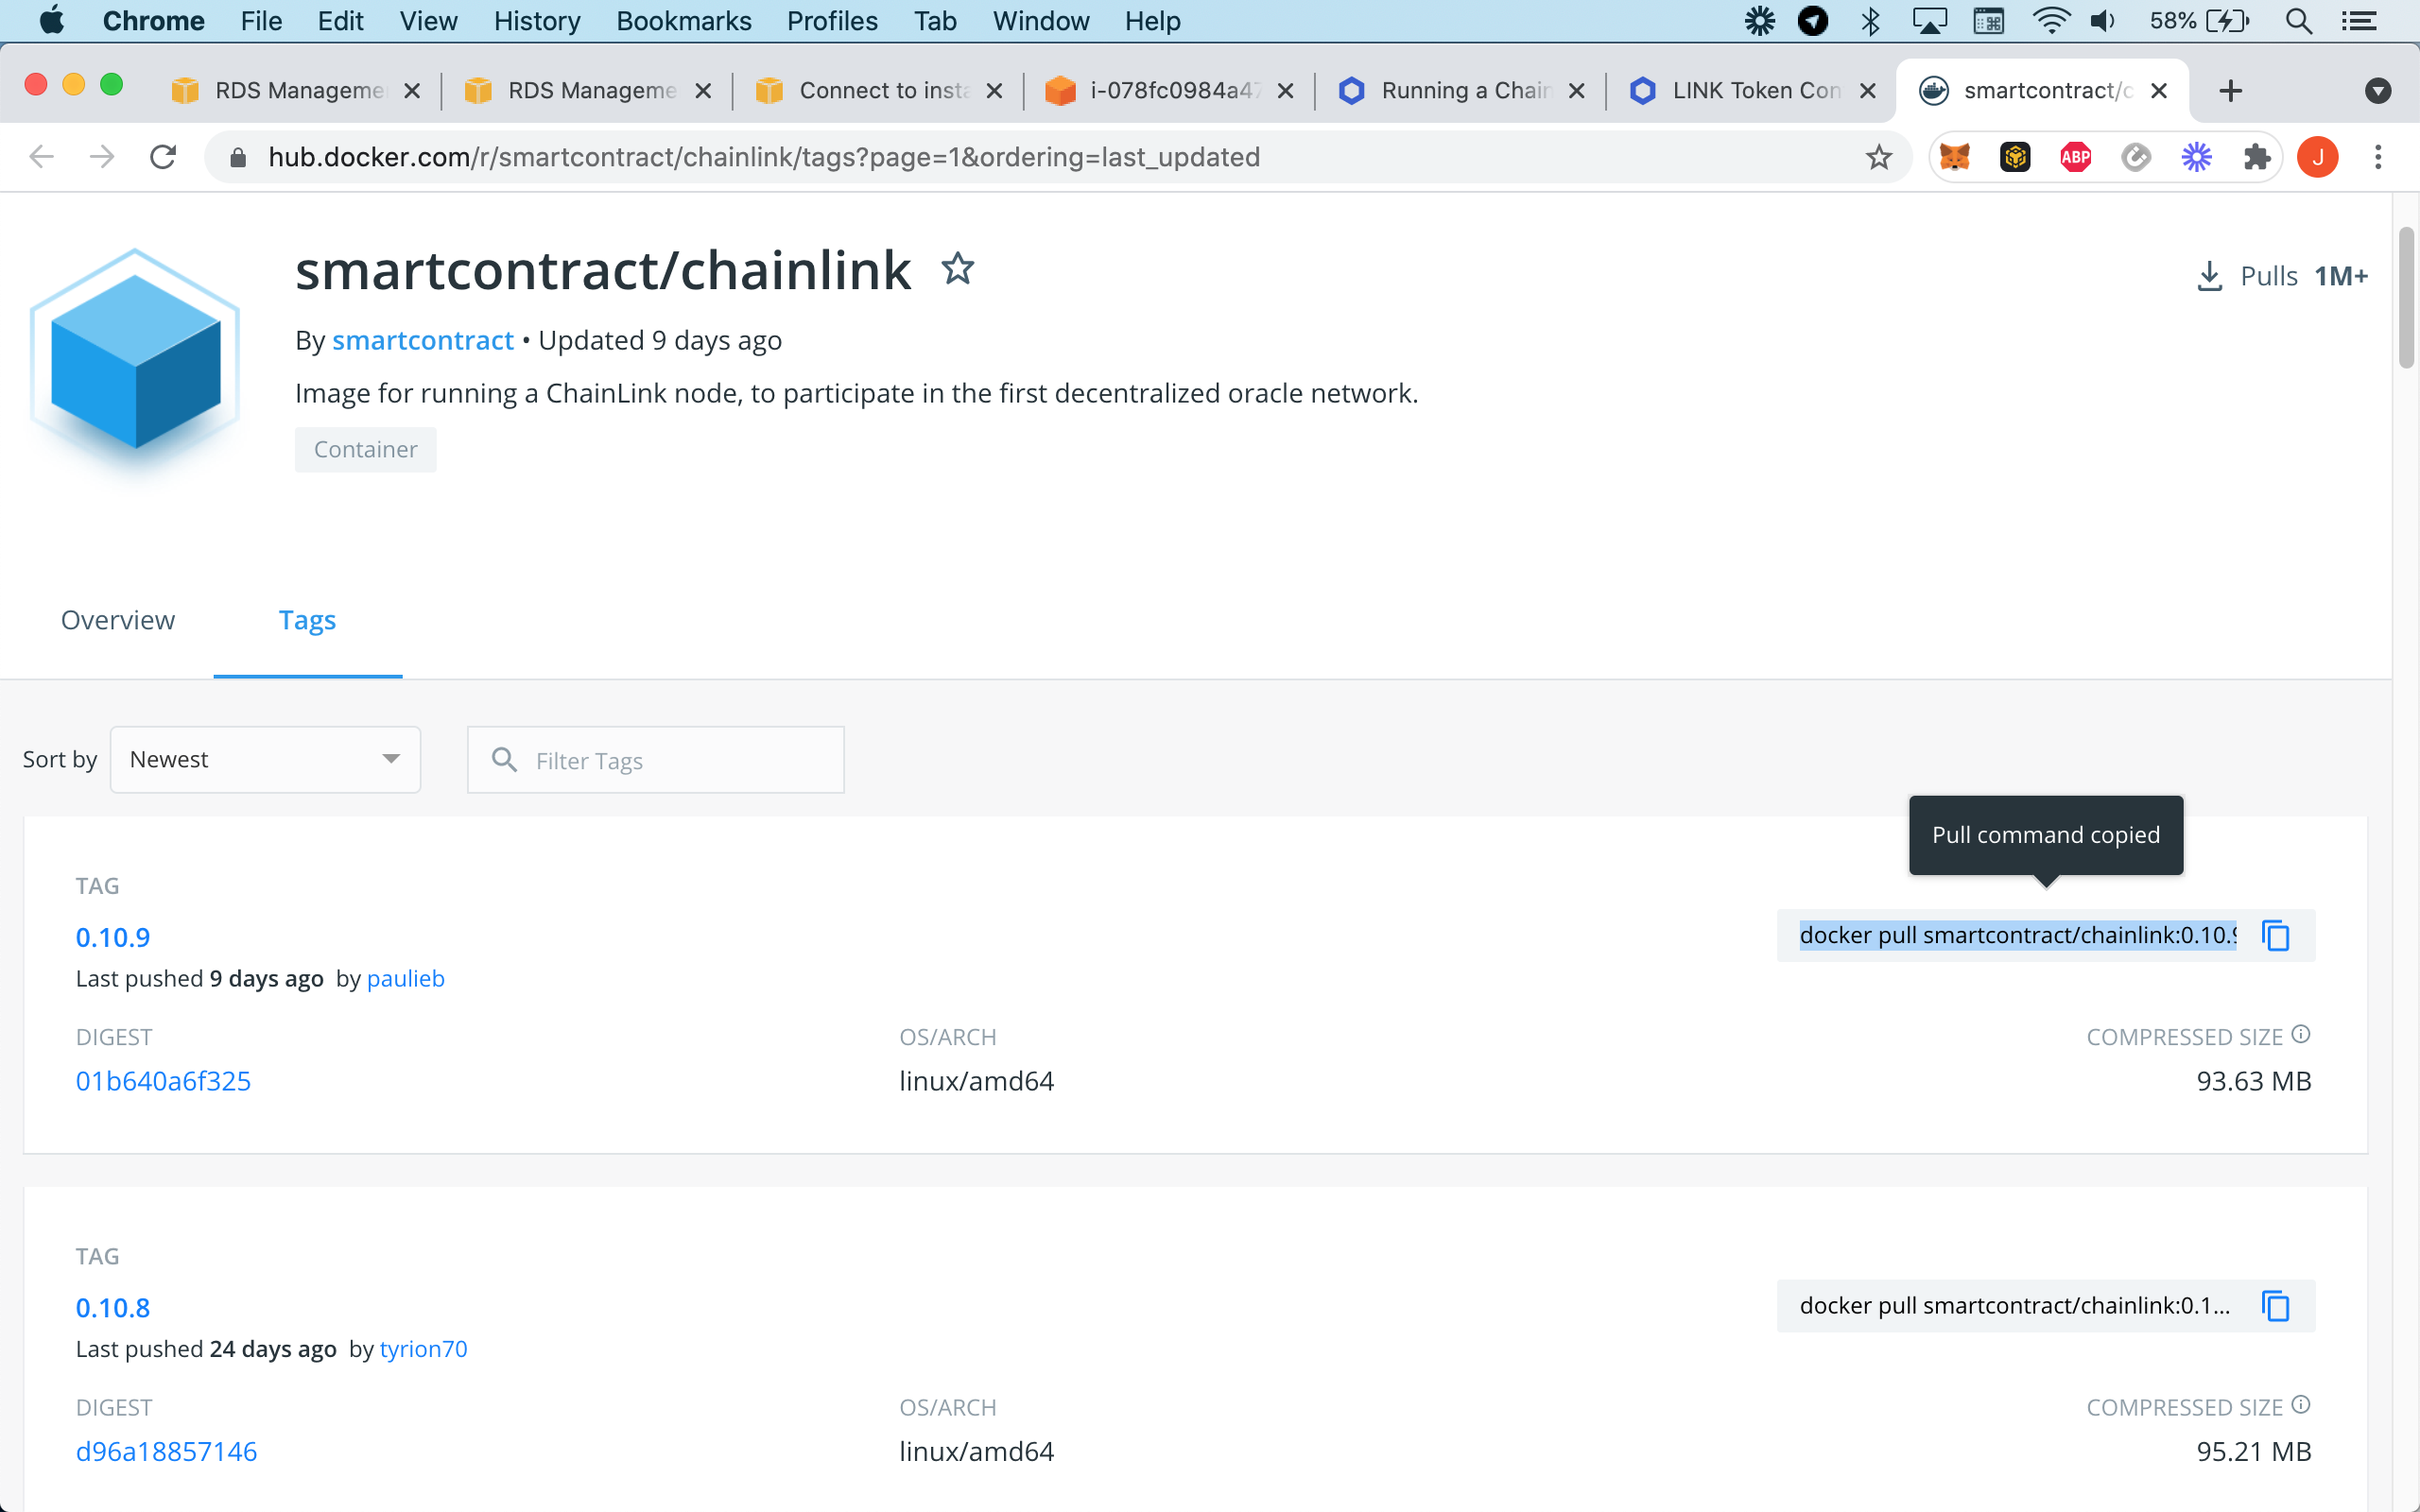 Chrome File Edit View History Bookmarks Profiles Tab Window Help 58%
RDS Manageme RDS Manageme Connect to insta i-078fc0984a47 Running a Chain LINK Token Con smartcontract/c
hub.docker.com/r/smartcontract/chainlink/tags?page=1&ordering=last_updated ABP J
smartcontract/chainlink
Pulls 1M+
By smartcontract • Updated 9 days ago
Image for running a ChainLink node, to participate in the first decentralized oracle network.
Container
Overview Tags
Sort by Newest Filter Tags
Pull command copied
TAG
0.10.9
docker pull smartcontract/chainlink:0.10.9
Last pushed 9 days ago by paulieb
DIGEST OS/ARCH COMPRESSED SIZE
01b640a6f325 linux/amd64 93.63 MB
TAG
0.10.8
docker pull smartcontract/chainlink:0.1...
Last pushed 24 days ago by tyrion70
DIGEST OS/ARCH COMPRESSED SIZE
d96a18857146 linux/amd64 95.21 MB